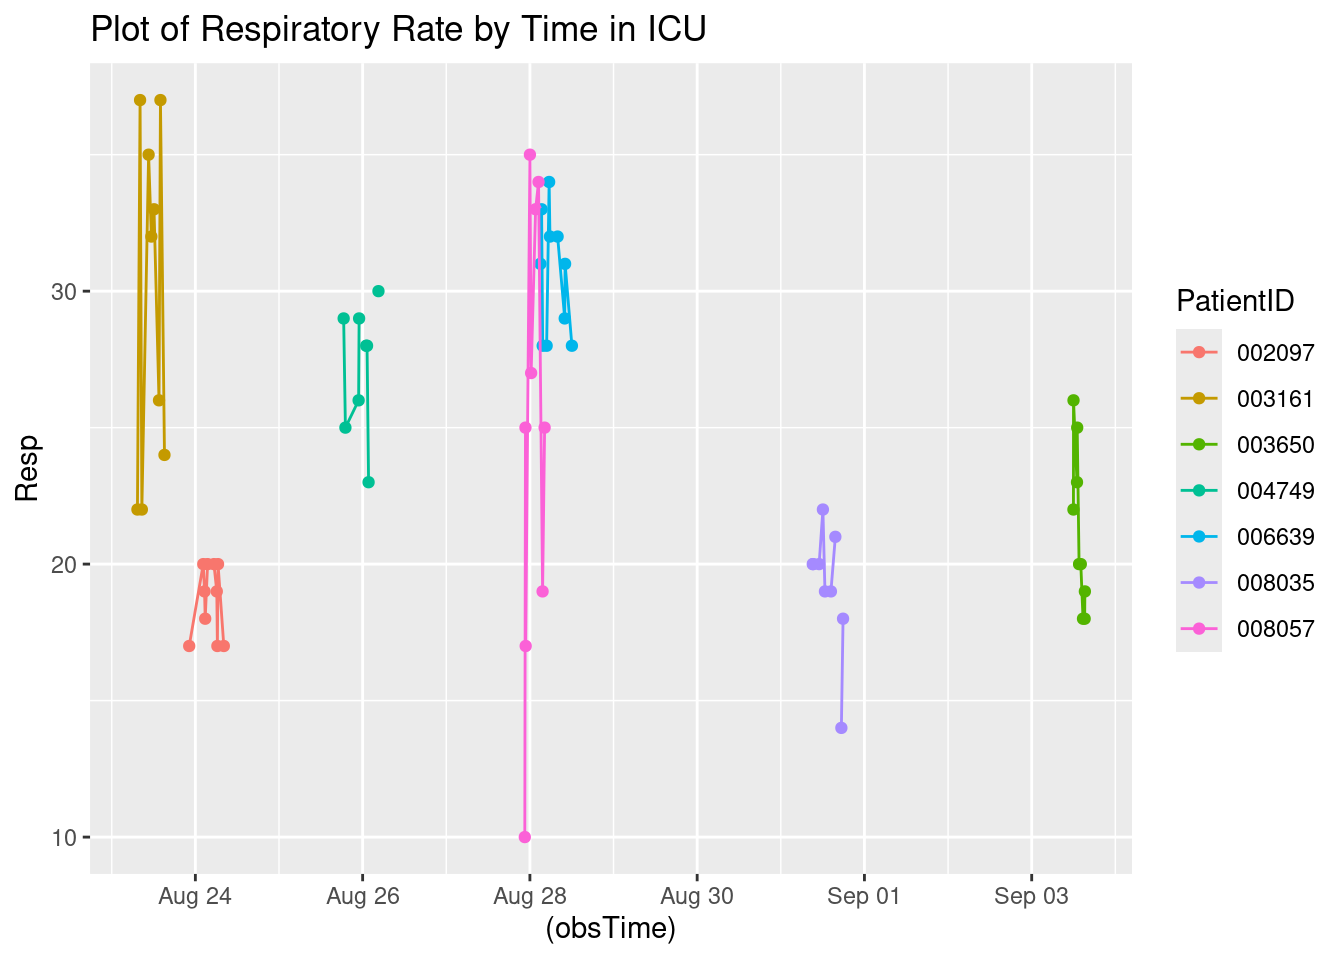 Plot of Respiratory Rate by Time in ICU
Resp
30
20
10
Aug 24
Aug 26
Aug 28
Aug 30
Sep 01
Sep 03
(obsTime)
PatientID
002097
003161
003650
004749
006639
008035
008057